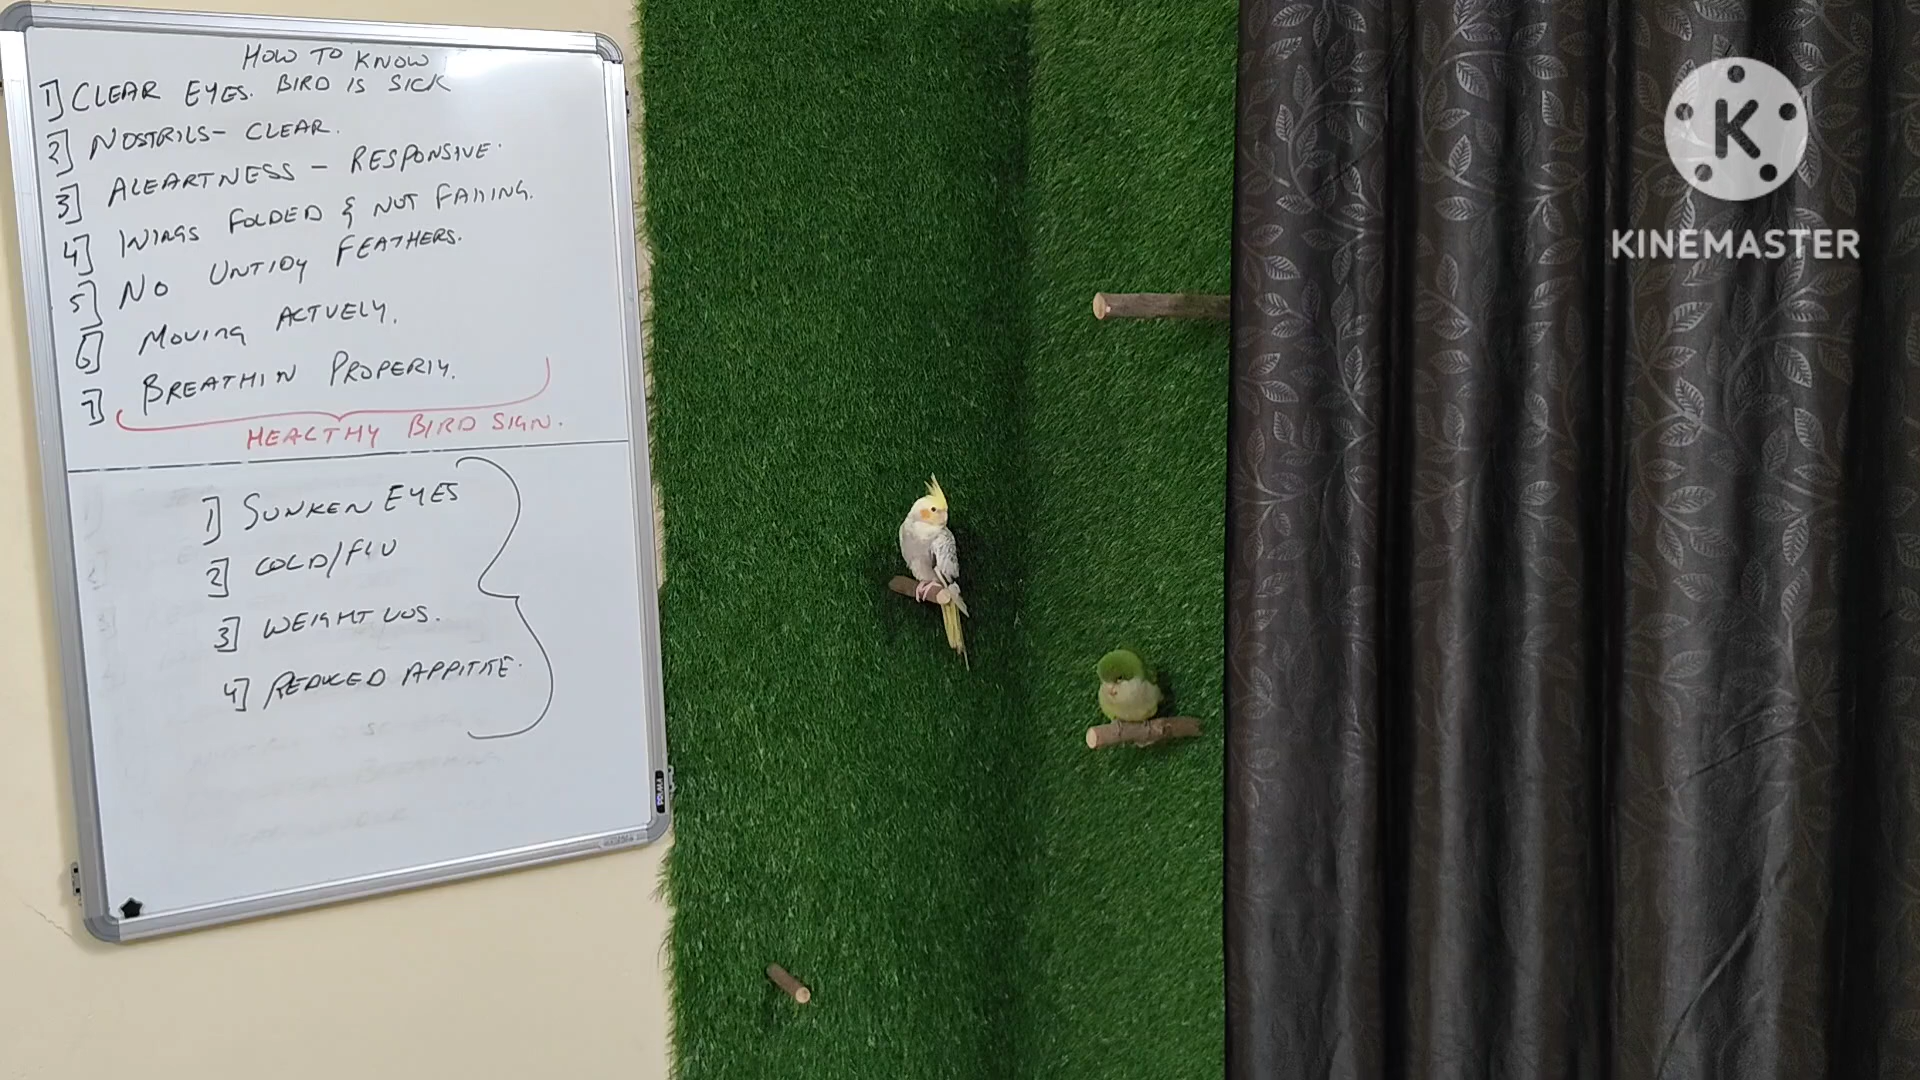 HOW TO KNOW
BIRD IS SICK
1] CLEAR EYES.
2] NOSTRILS - CLEAR.
3] ALEARTNESS - RESPONSIVE.
4] WINGS FOLDED & NOT FALLING.
5] NO UNTIDY FEATHERS.
6] MOVING ACTVELY.
7] BREATHIN PROPERLY.
HEALTHY BIRD SIGN.
1] SUNKEN EYES
2] COLD/FLU
3] WEIGHT LOS.
4] REDUCED APPITITE.
K
KINEMASTER